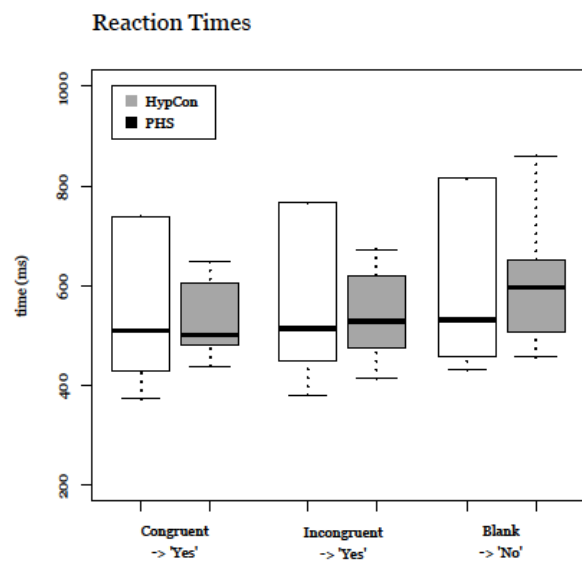 Reaction Times
HypCon
PHS
time (ms)
1000
800
600
400
200
Congruent
-> 'Yes'
Incongruent
-> 'Yes'
Blank
-> 'No'